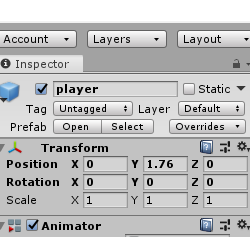 Account Layers Layout
Inspector
player Static
Tag Untagged Layer Default
Prefab Open Select Overrides
Transform
Position X 0 Y 1.76 Z 0
Rotation X 0 Y 0 Z 0
Scale X 1 Y 1 Z 1
Animator